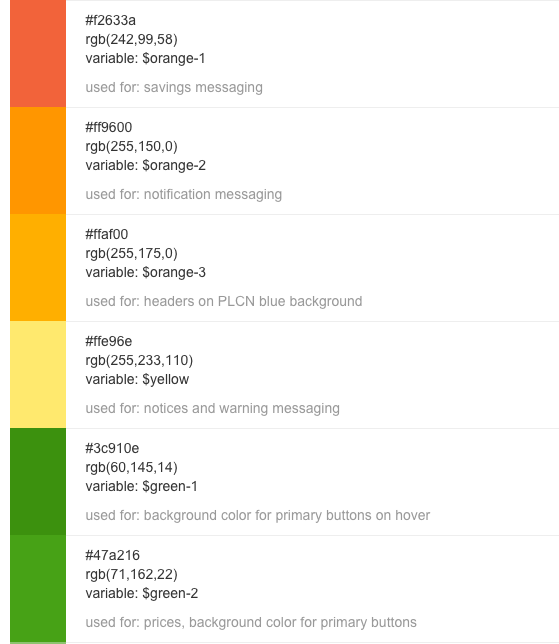 #f2633a
rgb(242,99,58)
variable: $orange-1
used for: savings messaging
#ff9600
rgb(255,150,0)
variable: $orange-2
used for: notification messaging
#ffaf00
rgb(255,175,0)
variable: $orange-3
used for: headers on PLCN blue background
#ffe96e
rgb(255,233,110)
variable: $yellow
used for: notices and warning messaging
#3c910e
rgb(60,145,14)
variable: $green-1
used for: background color for primary buttons on hover
#47a216
rgb(71,162,22)
variable: $green-2
used for: prices, background color for primary buttons